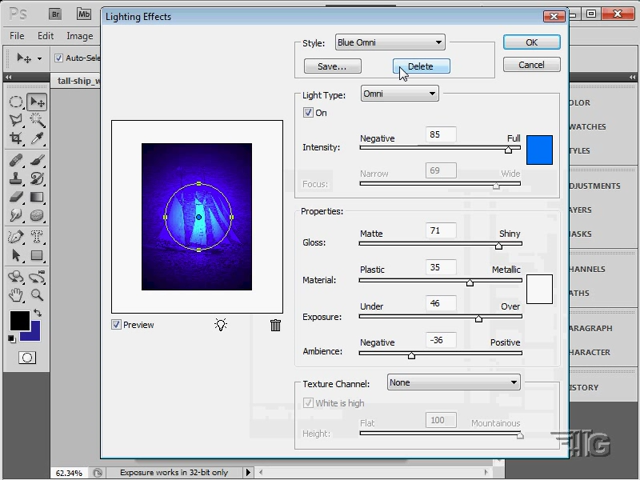 Ps
Br
Mb
Lighting Effects
File
Edit
Image
Auto-Sele
tall-ship_w
Style:
Blue Omni
OK
Save...
Delete
Cancel
Light Type:
Omni
On
Intensity:
Negative
85
Full
Focus:
Narrow
69
Wide
Properties:
Gloss:
Matte
71
Shiny
Material:
Plastic
35
Metallic
Exposure:
Under
46
Over
Ambience:
Negative
-36
Positive
Texture Channel:
None
White is high
Height:
Flat
100
Mountainous
Preview
COLOR
WATCHES
TYLES
DJUSTMENTS
AYERS
ASKS
HANNELS
ATHS
ARAGRAPH
HARACTER
HISTORY
62.34%
Exposure works in 32-bit only
TG